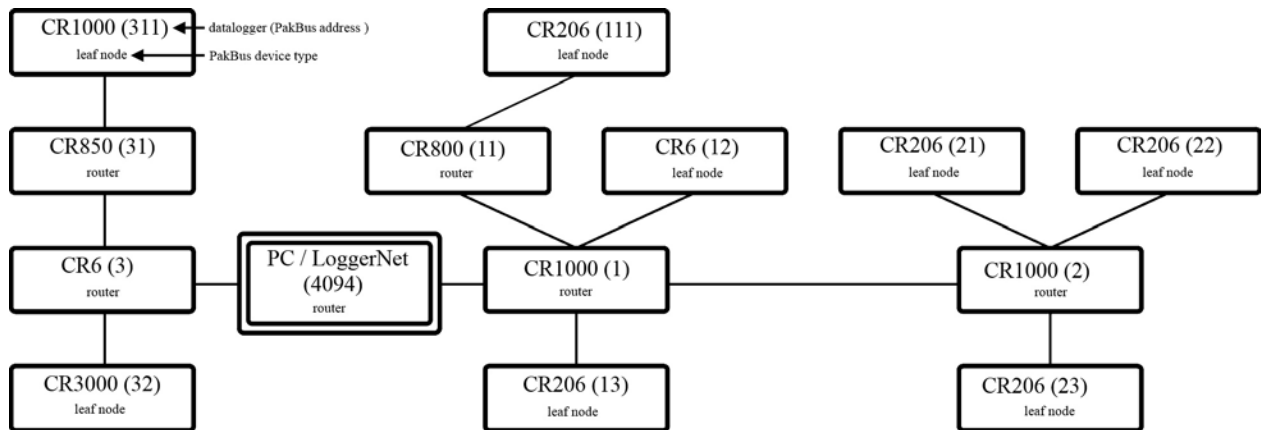 CR1000 (311)
leaf node
datalogger (PakBus address )
PakBus device type
CR206 (111)
leaf node
CR850 (31)
router
CR800 (11)
router
CR6 (12)
leaf node
CR206 (21)
leaf node
CR206 (22)
leaf node
CR6 (3)
router
PC / LoggerNet
(4094)
router
CR1000 (1)
router
CR1000 (2)
router
CR3000 (32)
leaf node
CR206 (13)
leaf node
CR206 (23)
leaf node